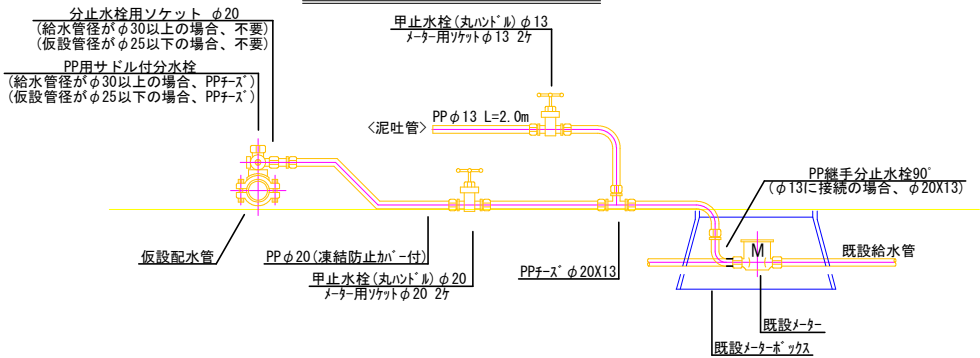 分止水栓用ソケット φ20
(給水管径がφ30以上の場合、不要)
(仮設管径がφ25以下の場合、不要)
PP用サドル付分水栓
(給水管径がφ30以上の場合、PPﾁｰｽﾞ)
(仮設管径がφ25以下の場合、PPﾁｰｽﾞ)
甲止水栓(丸ﾊﾝﾄﾞﾙ)φ13
ﾒｰﾀｰ用ｿｹｯﾄφ13 2ケ
<泥吐管>
PPφ13 L=2.0m
PP継手分止水栓90°
(φ13に接続の場合、φ20X13)
仮設配水管
PPφ20(凍結防止ｶﾊﾞｰ付)
甲止水栓(丸ﾊﾝﾄﾞﾙ)φ20
ﾒｰﾀｰ用ｿｹｯﾄφ20 2ケ
PPﾁｰｽﾞφ20X13
M
既設給水管
既設ﾒｰﾀｰ
既設ﾒｰﾀｰﾎﾞｯｸｽ